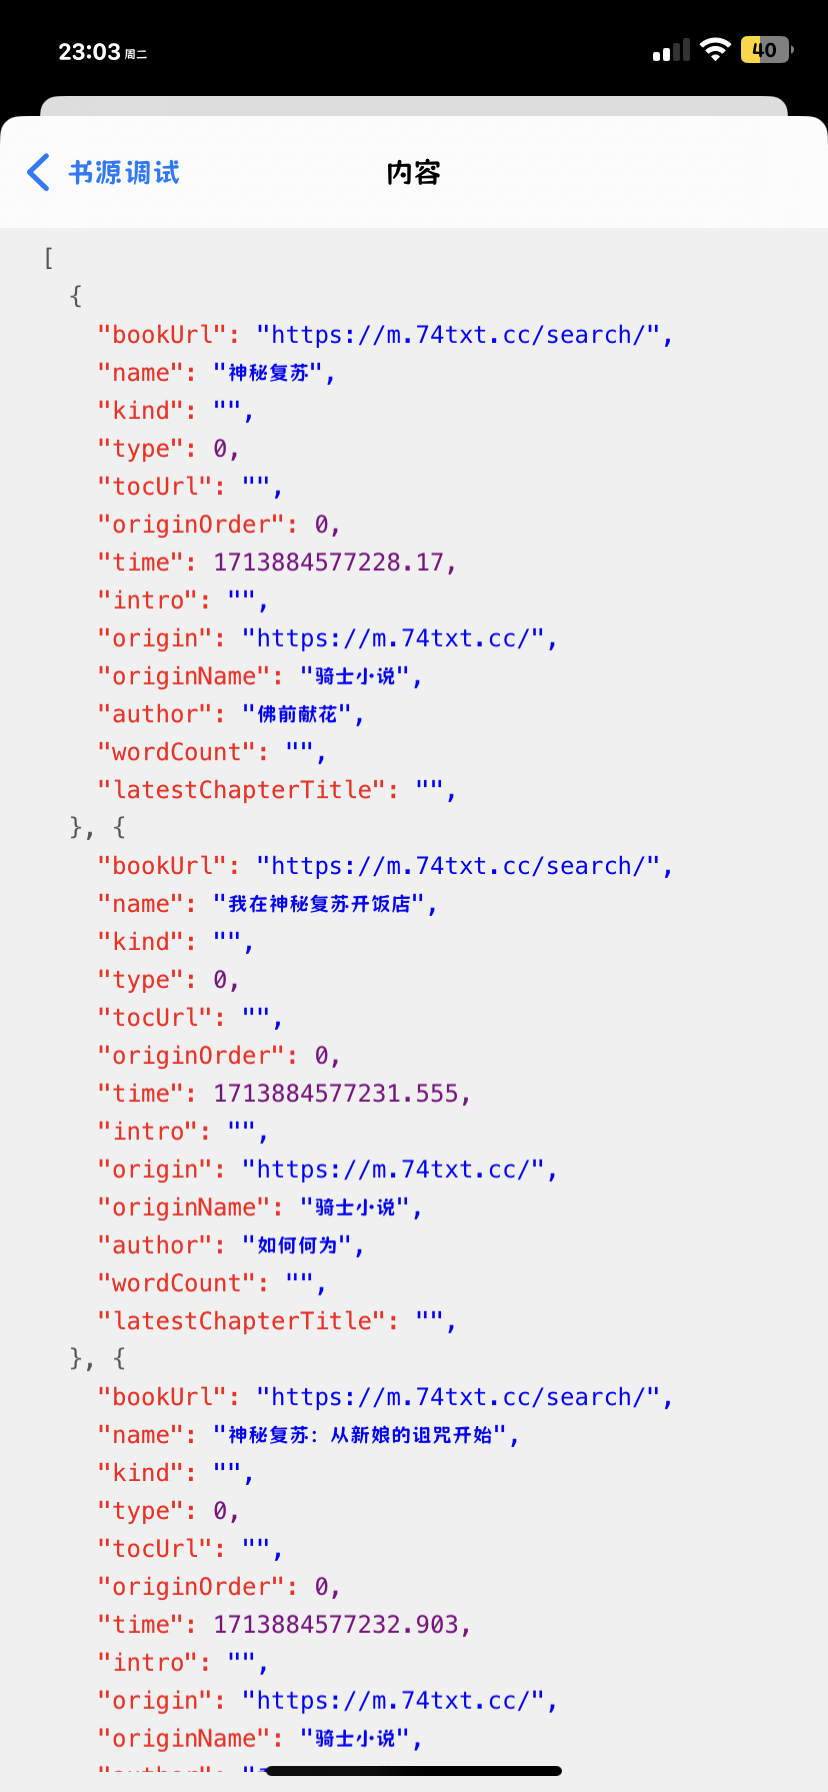 23:03 周二
40
书源调试
内容
[
{
"bookUrl": "https://m.74txt.cc/search/",
"name": "神秘复苏",
"kind": "",
"type": 0,
"tocUrl": "",
"originOrder": 0,
"time": 1713884577228.17,
"intro": "",
"origin": "https://m.74txt.cc/",
"originName": "骑士小说",
"author": "佛前献花",
"wordCount": "",
"latestChapterTitle": "",
}, {
"bookUrl": "https://m.74txt.cc/search/",
"name": "我在神秘复苏开饭店",
"kind": "",
"type": 0,
"tocUrl": "",
"originOrder": 0,
"time": 1713884577231.555,
"intro": "",
"origin": "https://m.74txt.cc/",
"originName": "骑士小说",
"author": "如何何为",
"wordCount": "",
"latestChapterTitle": "",
}, {
"bookUrl": "https://m.74txt.cc/search/",
"name": "神秘复苏：从新娘的诅咒开始",
"kind": "",
"type": 0,
"tocUrl": "",
"originOrder": 0,
"time": 1713884577232.903,
"intro": "",
"origin": "https://m.74txt.cc/",
"originName": "骑士小说",